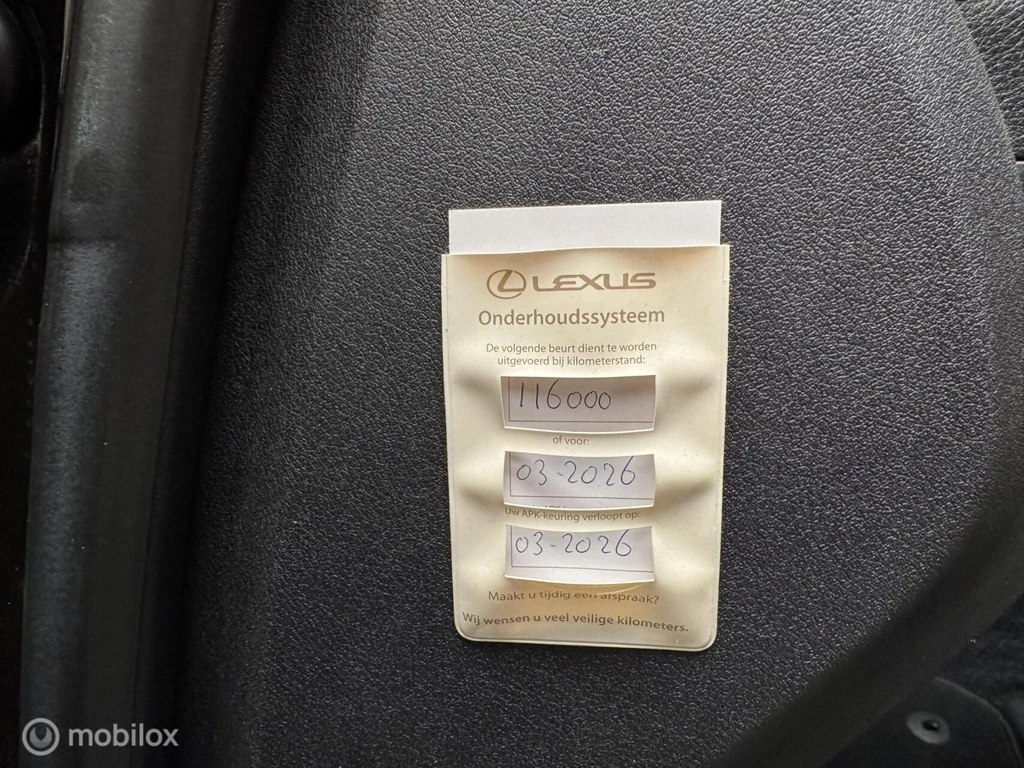 LEXUS
Onderhoudssysteem
De volgende beurt dient te worden
uitgevoerd bij kilometerstand:
116000
of voor:
03-2026
Uw APK-keuring verloopt op:
03-2026
Maakt u tijdig een afspraak?
Wij wensen u veel veilige kilometers.
mobilox